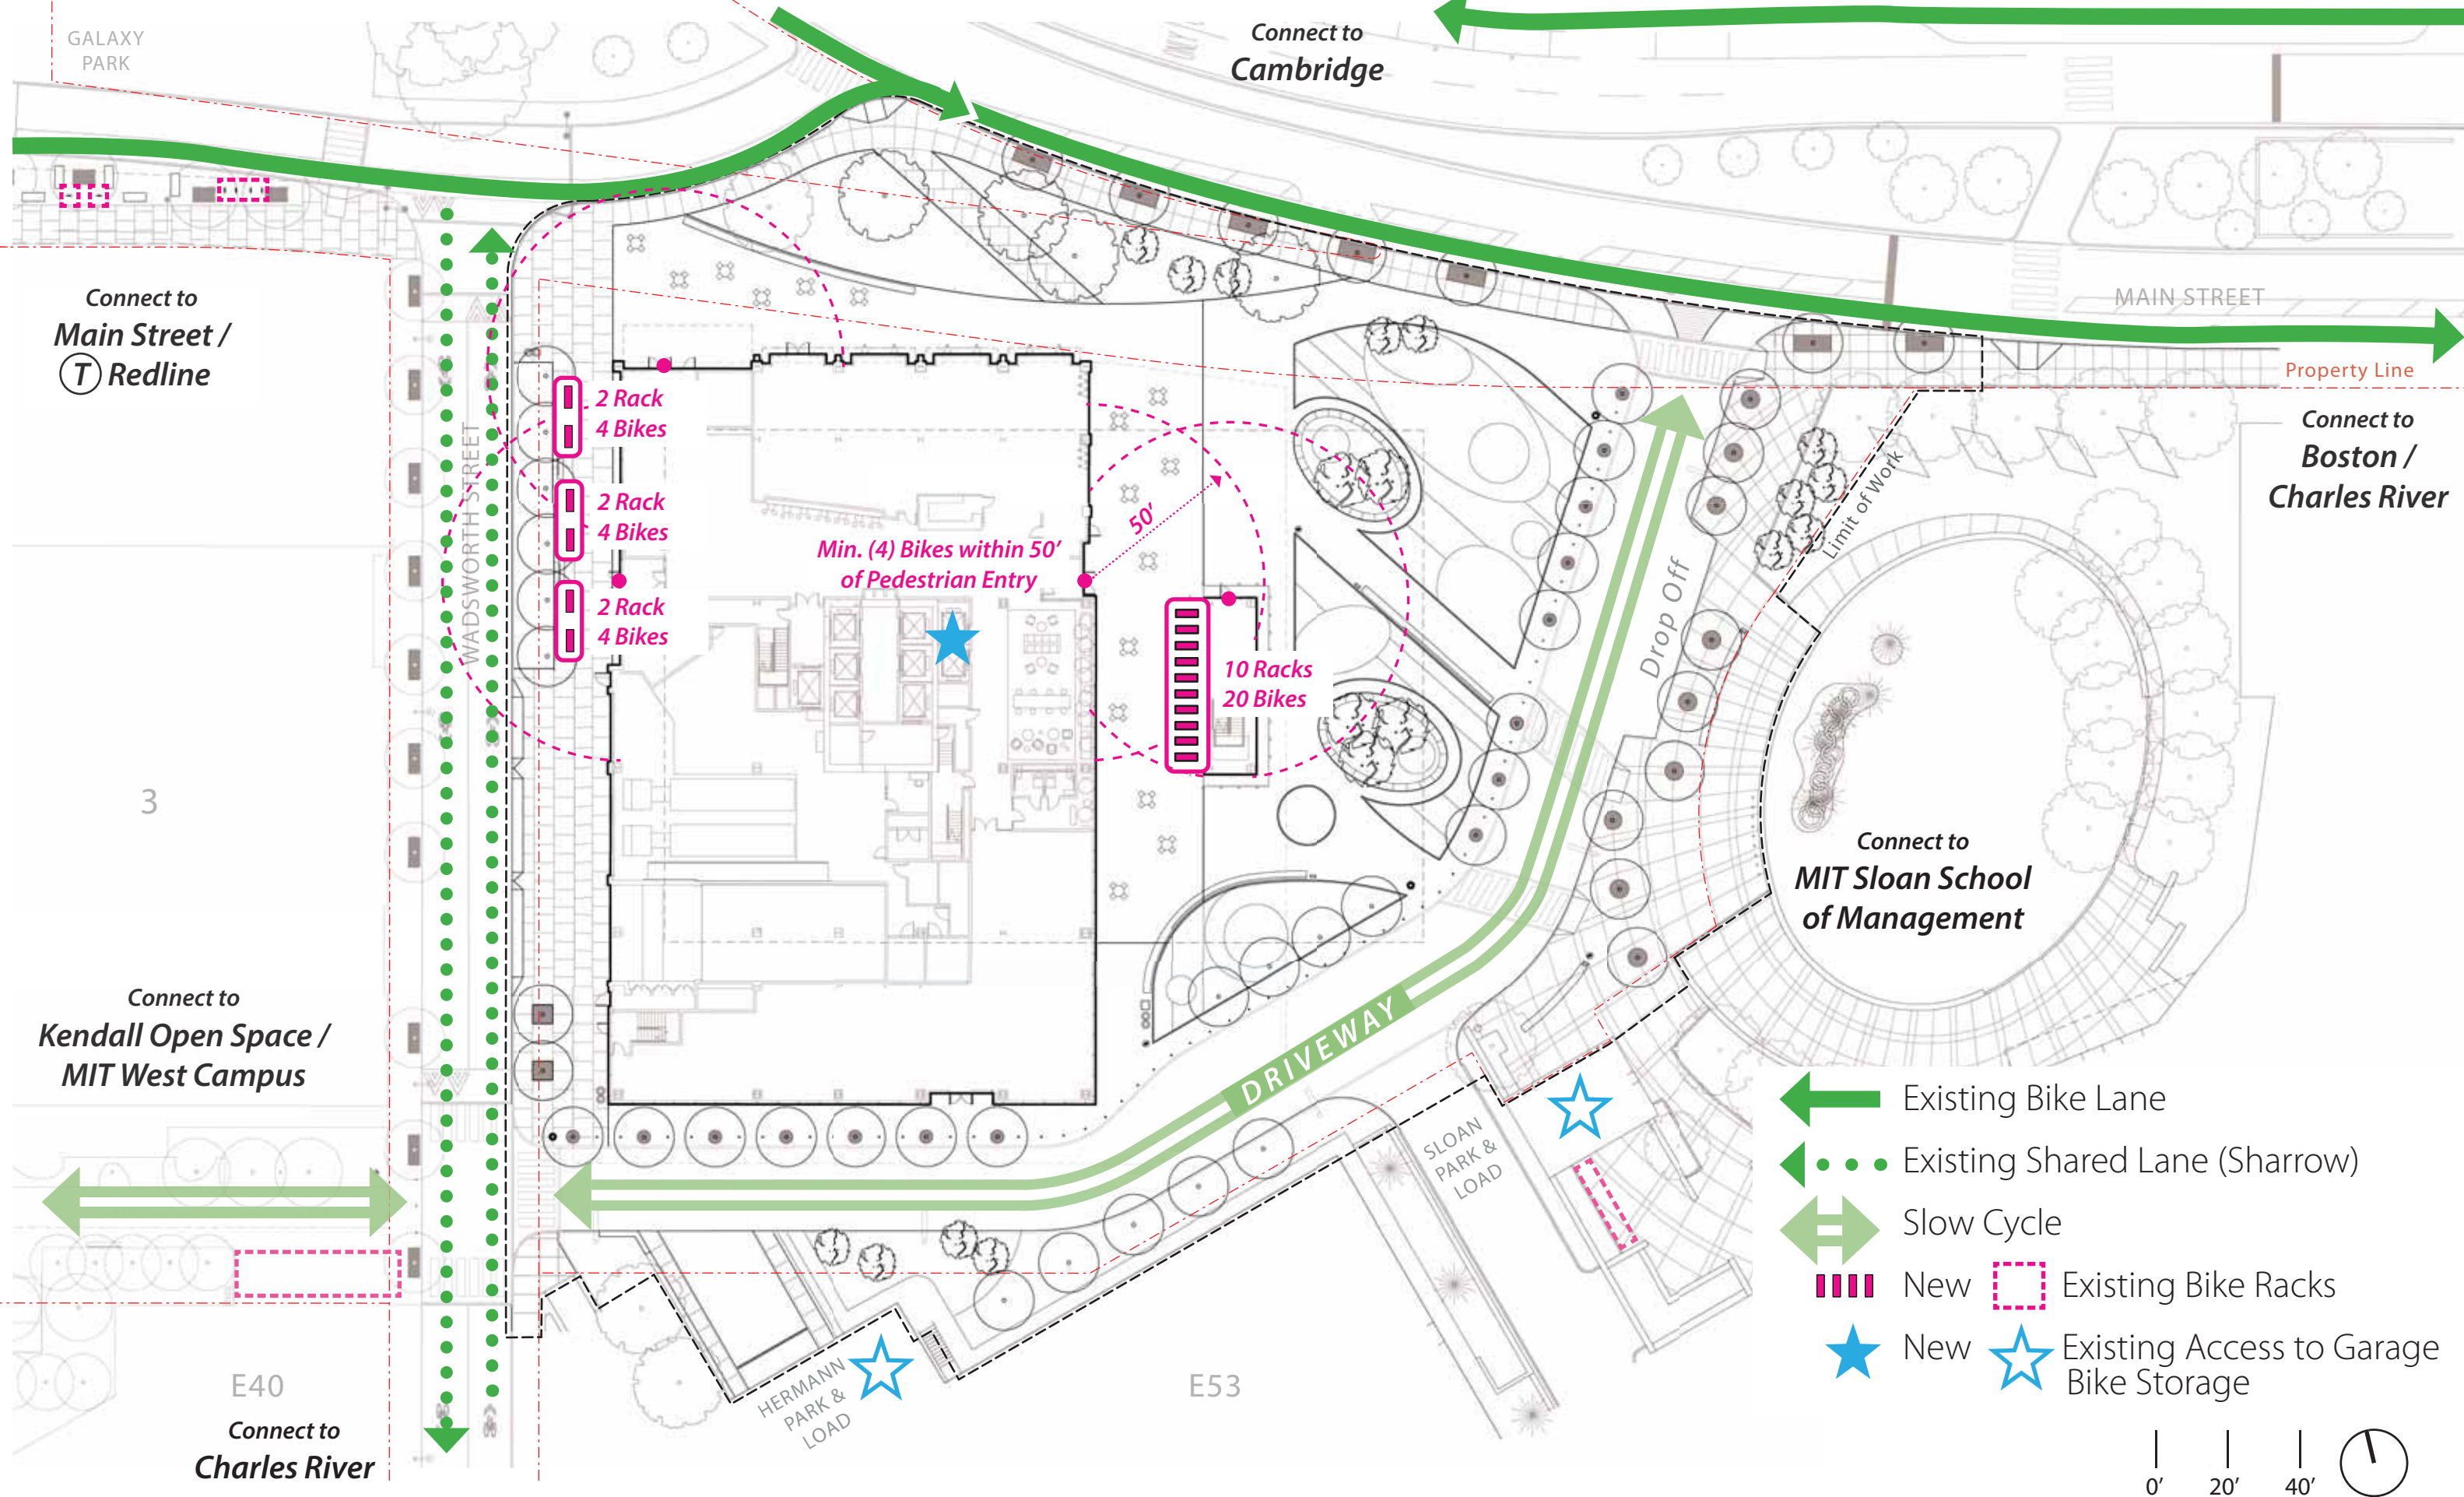 GALAXY
PARK
Connect to
Cambridge
MAIN STREET
Property Line
Connect to
Main Street /
T Redline
Connect to
Boston /
Charles River
WADSWORTH STREET
2 Rack
4 Bikes
2 Rack
4 Bikes
2 Rack
4 Bikes
Min. (4) Bikes within 50'
of Pedestrian Entry
50'
10 Racks
20 Bikes
Limit of Work
Drop Off
3
Connect to
MIT Sloan School
of Management
Connect to
Kendall Open Space /
MIT West Campus
DRIVEWAY
SLOAN
PARK &
LOAD
HERMANN
PARK &
LOAD
E40
E53
Connect to
Charles River
Existing Bike Lane
Existing Shared Lane (Sharrow)
Slow Cycle
New Existing Bike Racks
New Existing Access to Garage
Bike Storage
0' 20' 40'